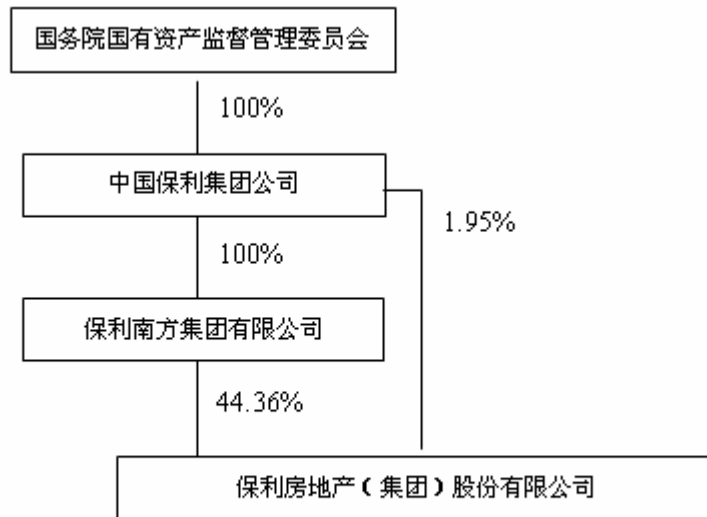 国务院国有资产监督管理委员会
100%
中国保利集团公司
1.95%
100%
保利南方集团有限公司
44.36%
保利房地产（集团）股份有限公司